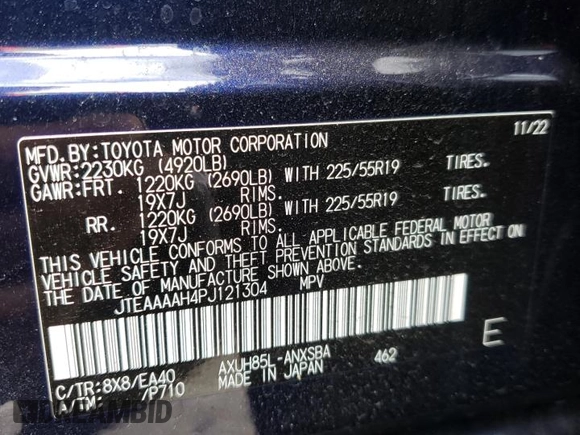 11/22
MFD.BY:TOYOTA MOTOR CORPORATION
GVWR:2230KG (4920LB)
GAWR:FRT. 1220KG (2690LB) WITH 225/55R19 TIRES.
19X7J RIMS.
RR. 1220KG (2690LB) WITH 225/55R19 TIRES.
19X7J RIMS.
THIS VEHICLE CONFORMS TO ALL APPLICABLE FEDERAL MOTOR
VEHICLE SAFETY AND THEFT PREVENTION STANDARDS IN EFFECT ON
THE DATE OF MANUFACTURE SHOWN ABOVE.
JTEAAAAH4PJ121304 MPV
E
C/TR:8X8/EA40 AXUH85L-ANXSBA 462
A/TM: /P710 MADE IN JAPAN
DREAMBID